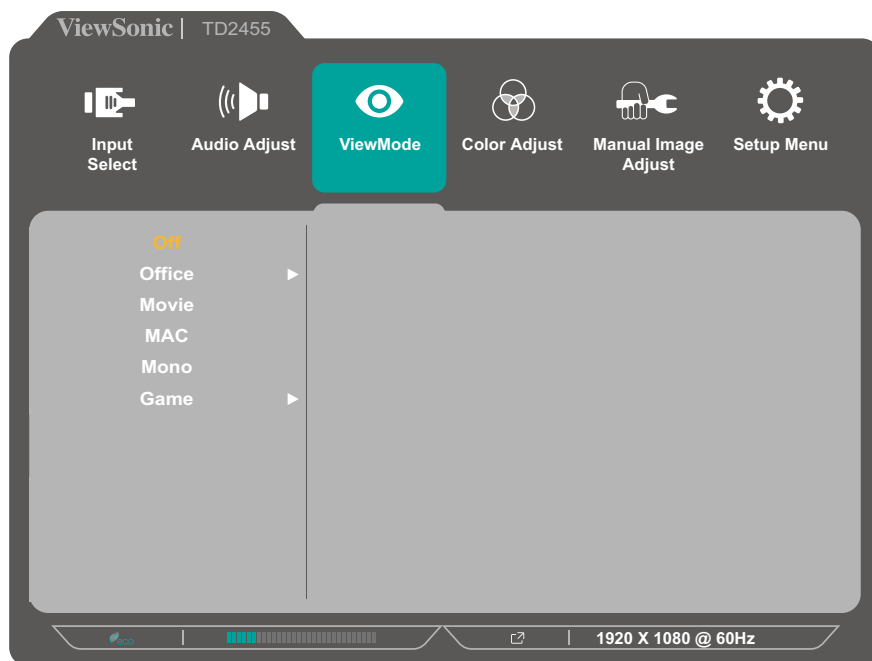 ViewSonic | TD2455
Input Select
Audio Adjust
ViewMode
Color Adjust
Manual Image Adjust
Setup Menu
Off
Office
Movie
MAC
Mono
Game
eco
1920 X 1080 @ 60Hz